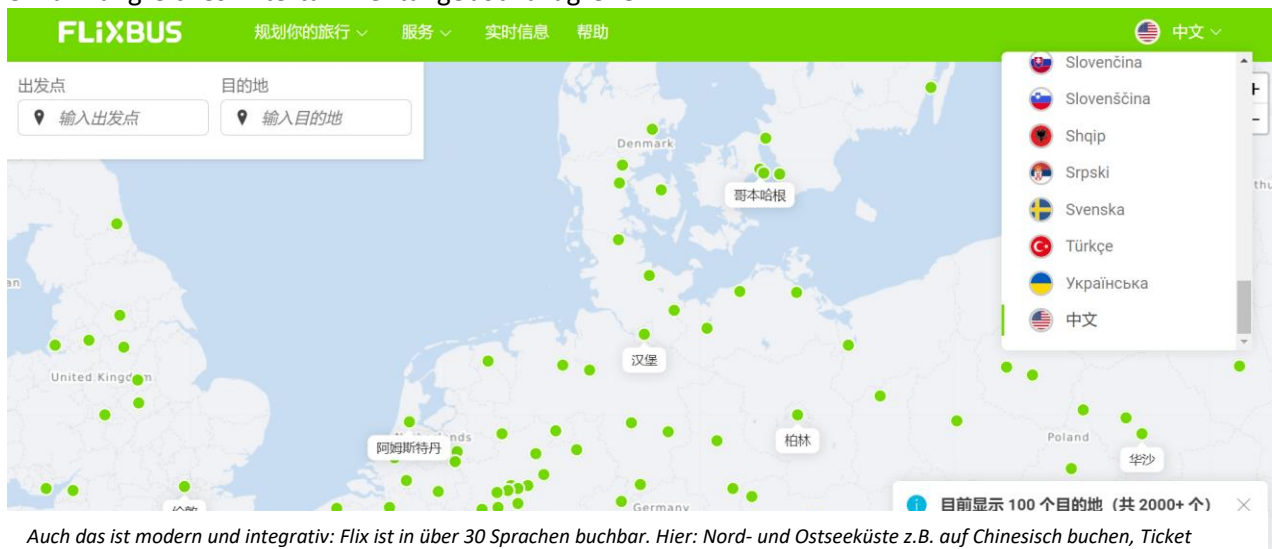 FLiXBUS 规划你的旅行 服务 实时信息 帮助 中文
出发点 目的地
输入出发点 输入目的地
Slovenčina
Slovenščina
Shqip
Srpski
Svenska
Türkçe
Українська
中文
+
−
Denmark
哥本哈根
汉堡
United Kingdom
阿姆斯特丹
柏林
Poland
华沙
Germany
目前显示 100 个目的地（共 2000+ 个）
Auch das ist modern und integrativ: Flix ist in über 30 Sprachen buchbar. Hier: Nord- und Ostseeküste z.B. auf Chinesisch buchen, Ticket